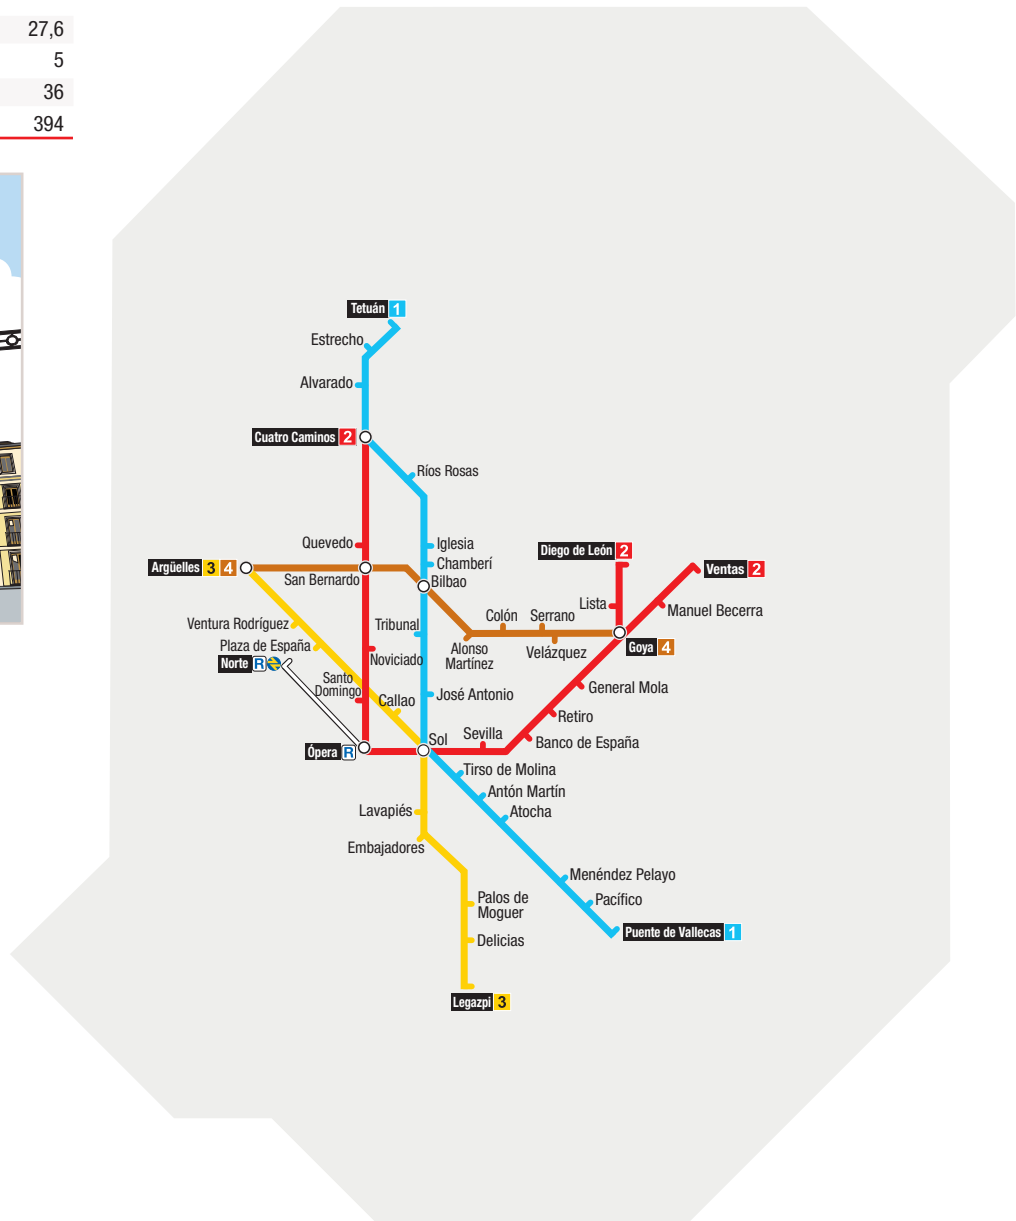 27,6
5
36
394
Tetuán 1
Estrecho
Alvarado
Cuatro Caminos 2
Ríos Rosas
Quevedo
Iglesia
Chamberí
Diego de León 2
Argüelles 3 4
San Bernardo
Bilbao
Ventas 2
Lista
Manuel Becerra
Colón
Serrano
Ventura Rodríguez
Tribunal
Plaza de España
Noviciado
Alonso
Martínez
Velázquez
Goya 4
Norte R
Santo
Domingo
Callao
José Antonio
General Mola
Retiro
Ópera R
Sol
Sevilla
Banco de España
Tirso de Molina
Antón Martín
Lavapiés
Atocha
Embajadores
Menéndez Pelayo
Palos de
Moguer
Pacífico
Puente de Vallecas 1
Delicias
Legazpi 3